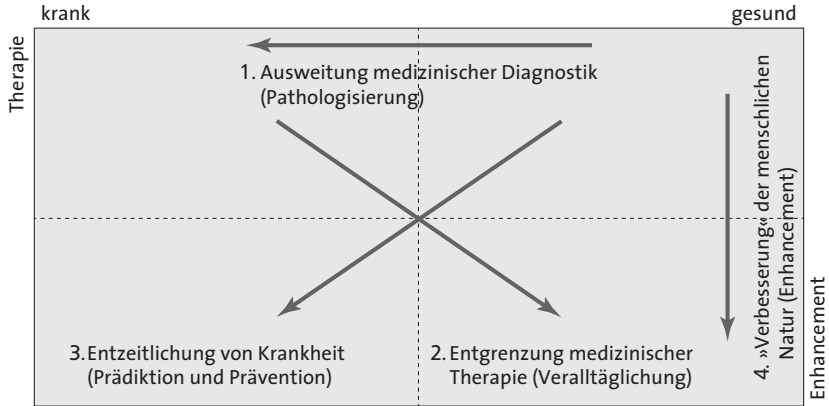 krank
gesund
Therapie
1. Ausweitung medizinischer Diagnostik
(Pathologisierung)
4. »Verbesserung« der menschlichen
Natur (Enhancement)
3. Entzeitlichung von Krankheit
(Prädiktion und Prävention)
2. Entgrenzung medizinischer
Therapie (Veralltäglichung)
Enhancement